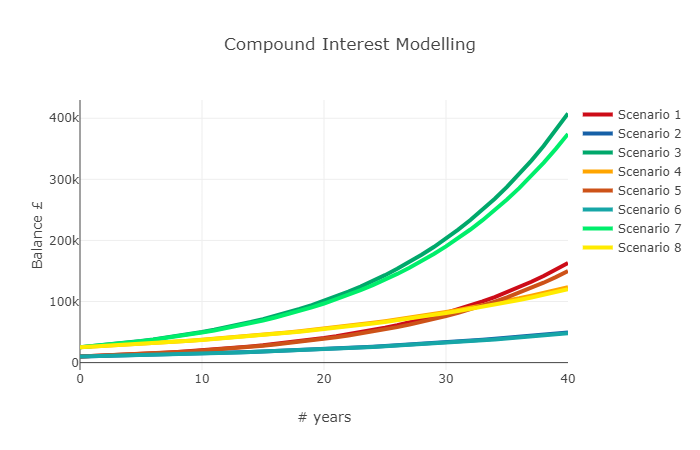 Compound Interest Modelling
400k
300k
200k
100k
0
Balance £
0 10 20 30 40
# years
Scenario 1
Scenario 2
Scenario 3
Scenario 4
Scenario 5
Scenario 6
Scenario 7
Scenario 8